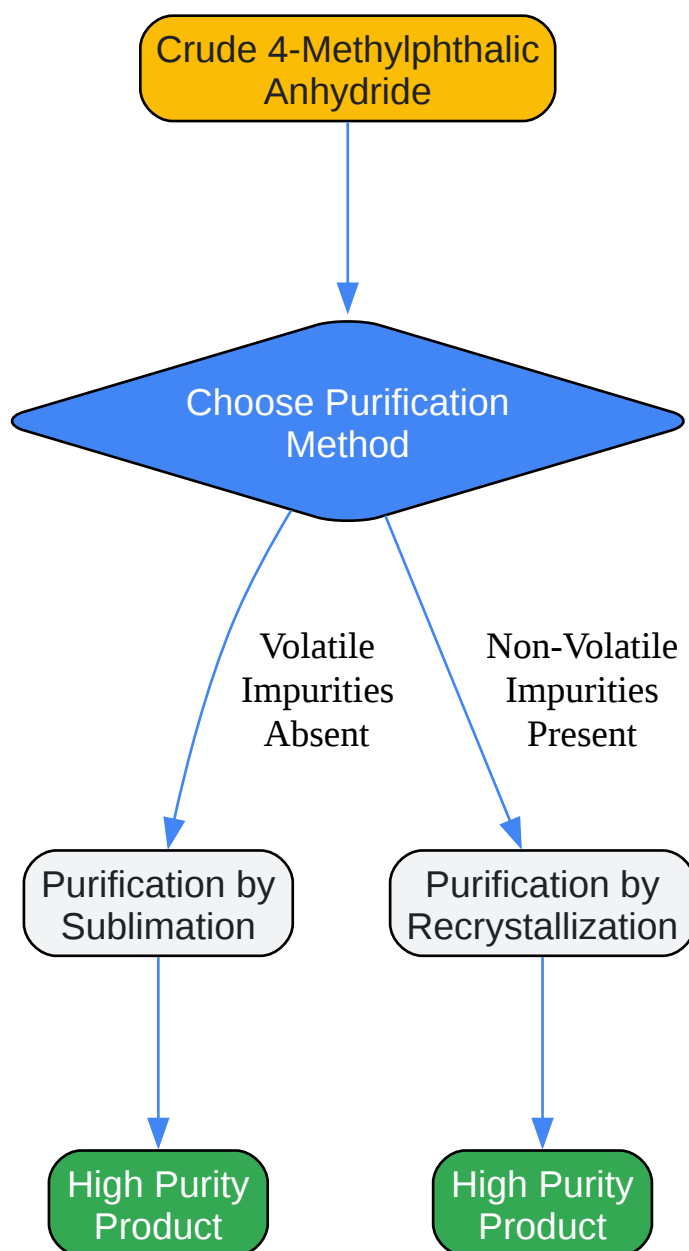 Crude 4-Methylphthalic
Anhydride
Choose Purification
Method
Volatile
Impurities
Absent
Non-Volatile
Impurities
Present
Purification by
Sublimation
Purification by
Recrystallization
High Purity
Product
High Purity
Product